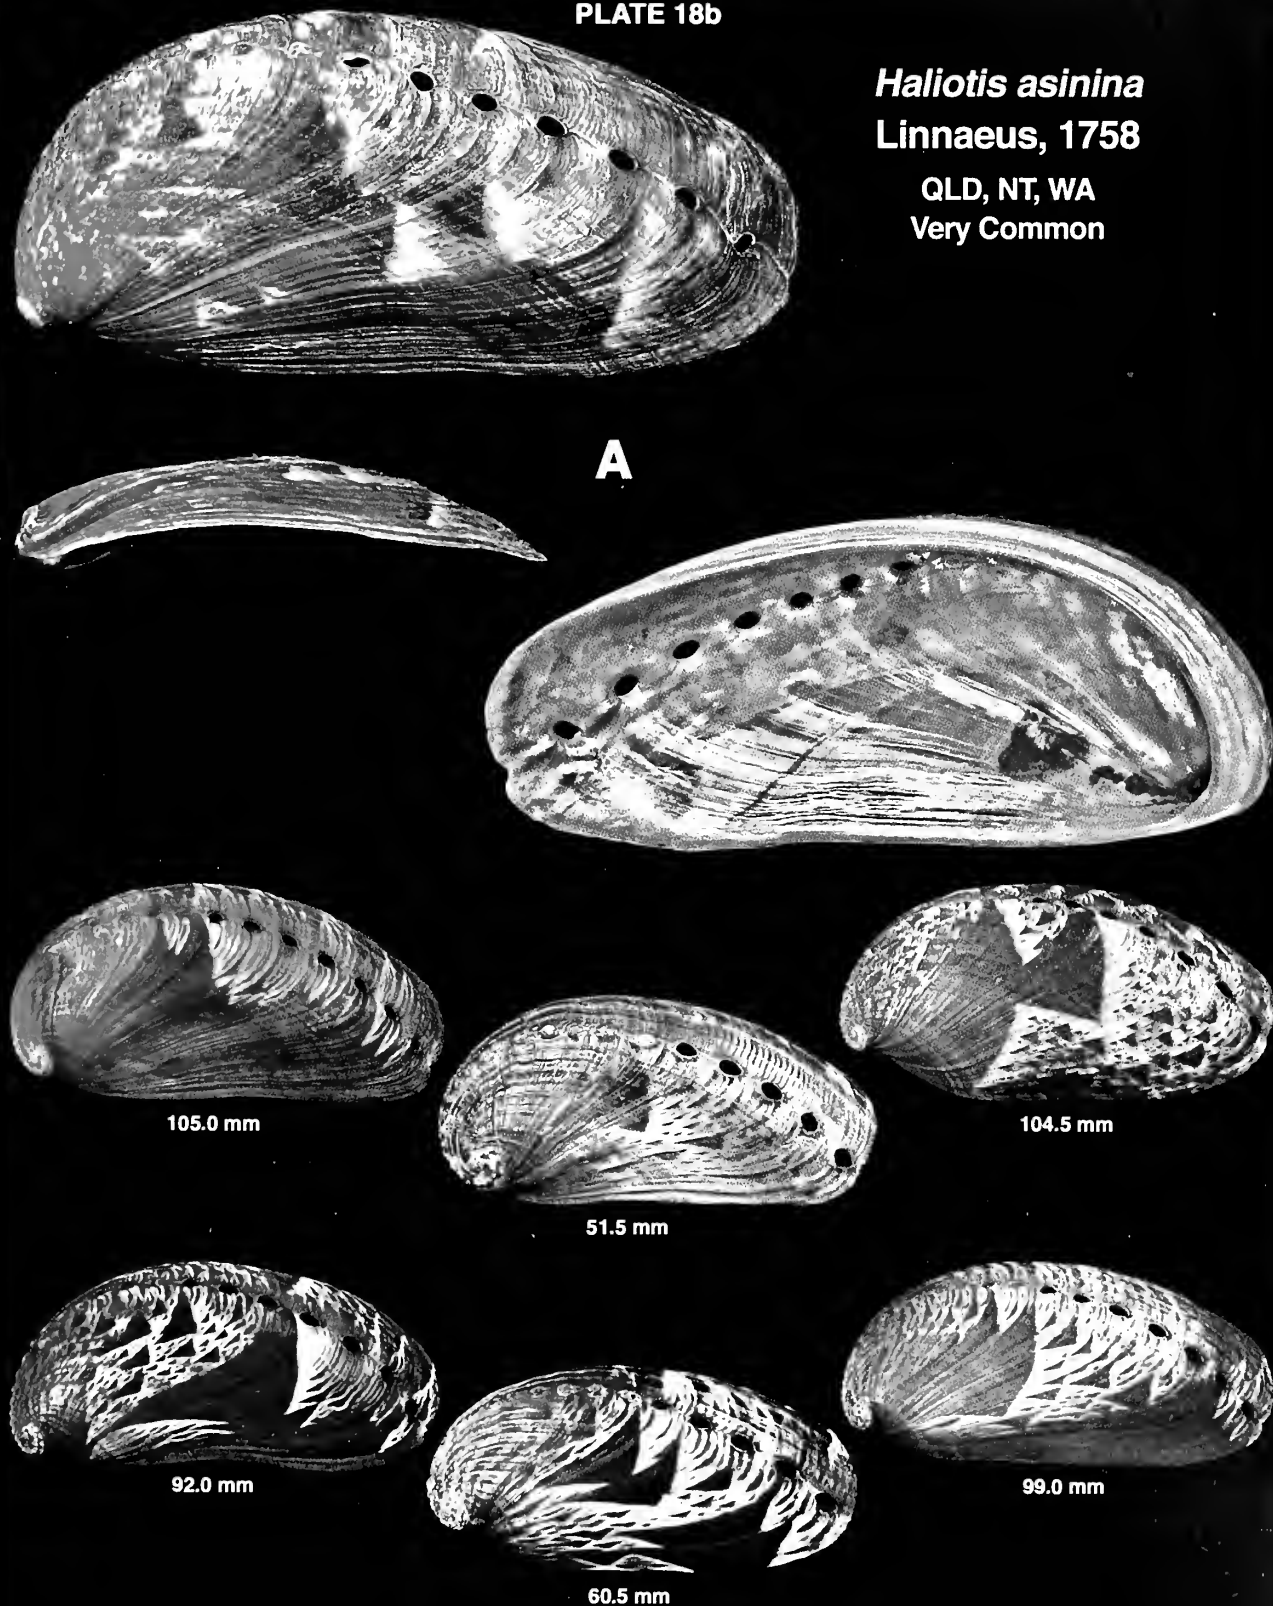 PLATE 18b
Haliotis asinina
Linnaeus, 1758
QLD, NT, WA
Very Common
A
105.0 mm
104.5 mm
51.5 mm
92.0 mm
99.0 mm
60.5 mm